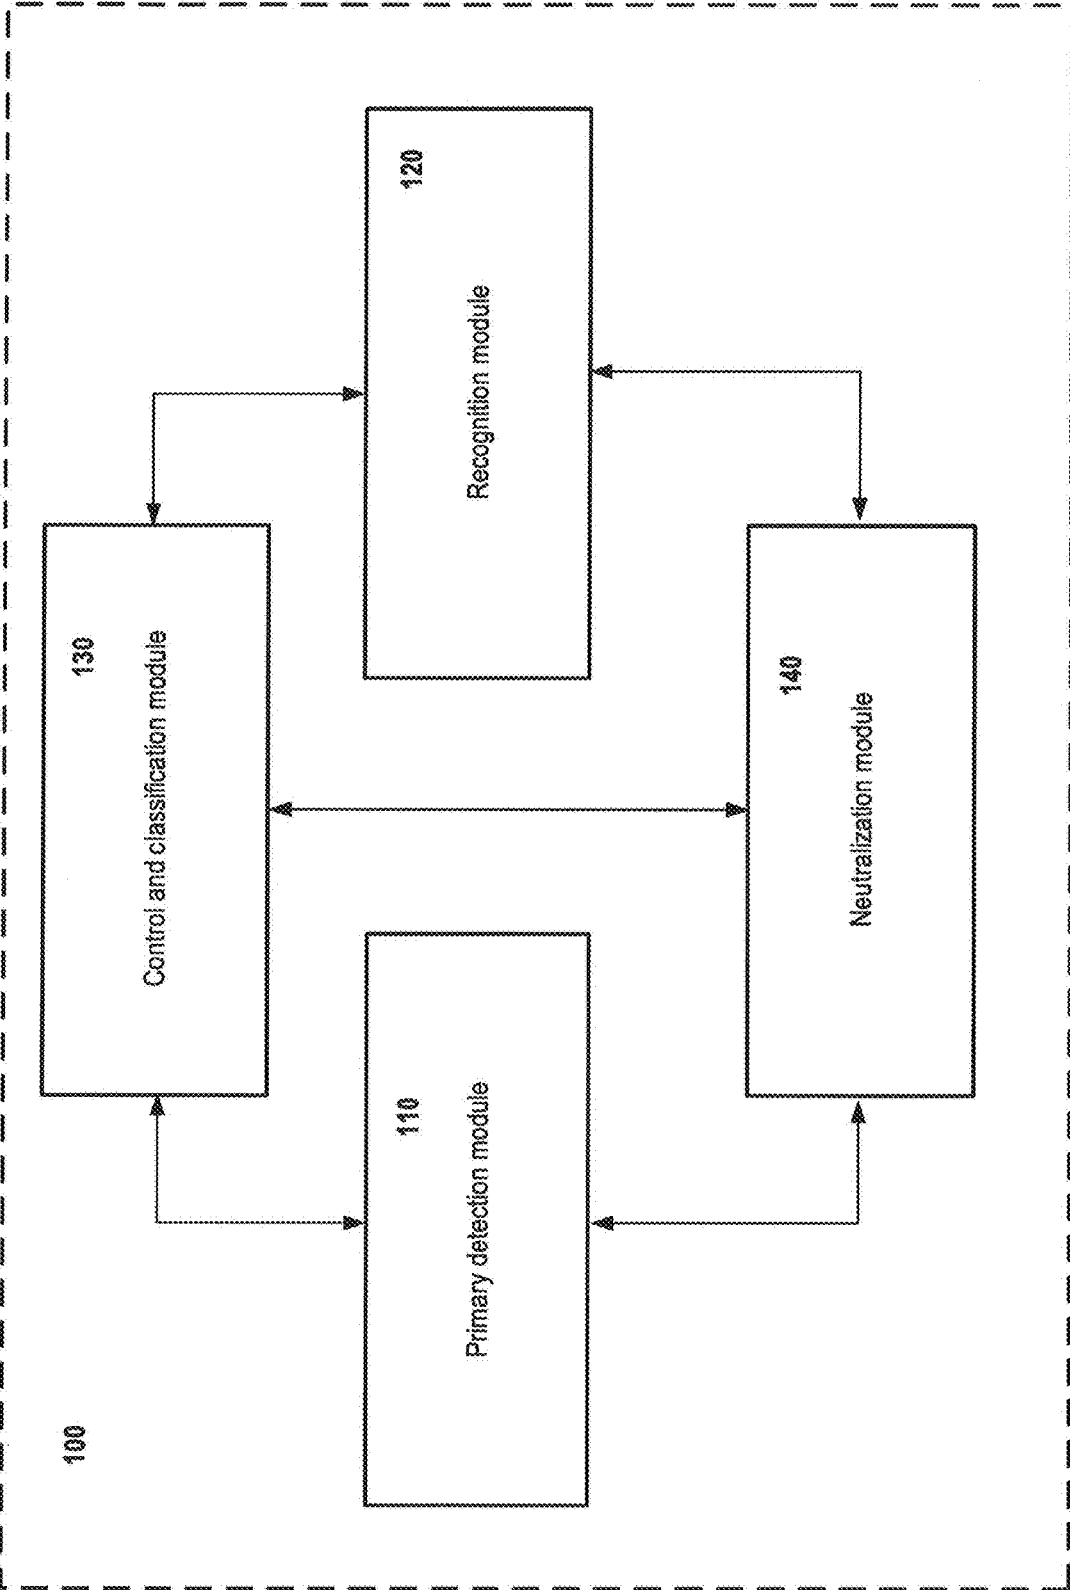 100
130
Control and classification module
110
Primary detection module
120
Recognition module
140
Neutralization module